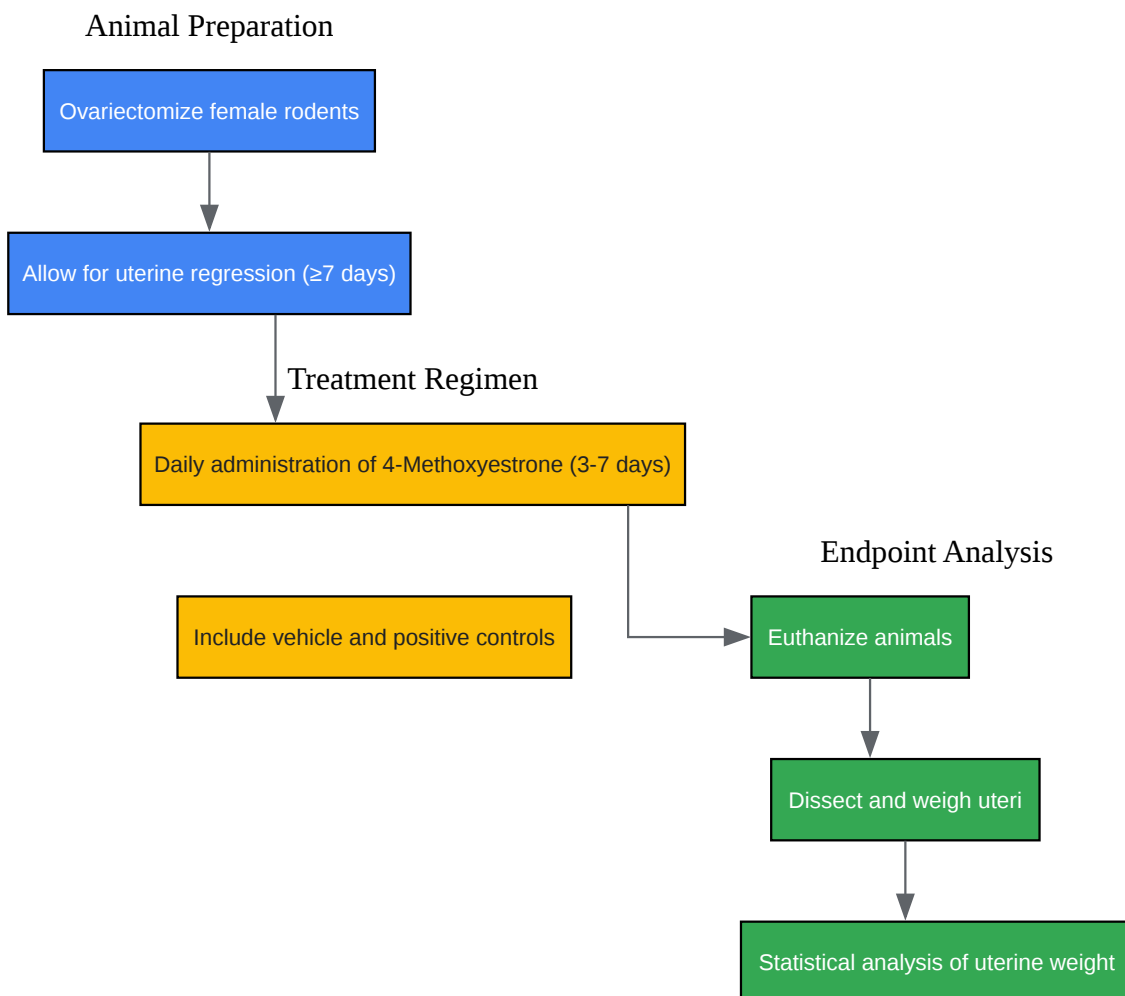 Animal Preparation
Ovariectomize female rodents
Allow for uterine regression (≥7 days)
Treatment Regimen
Daily administration of 4-Methoxyestrone (3-7 days)
Include vehicle and positive controls
Endpoint Analysis
Euthanize animals
Dissect and weigh uteri
Statistical analysis of uterine weight